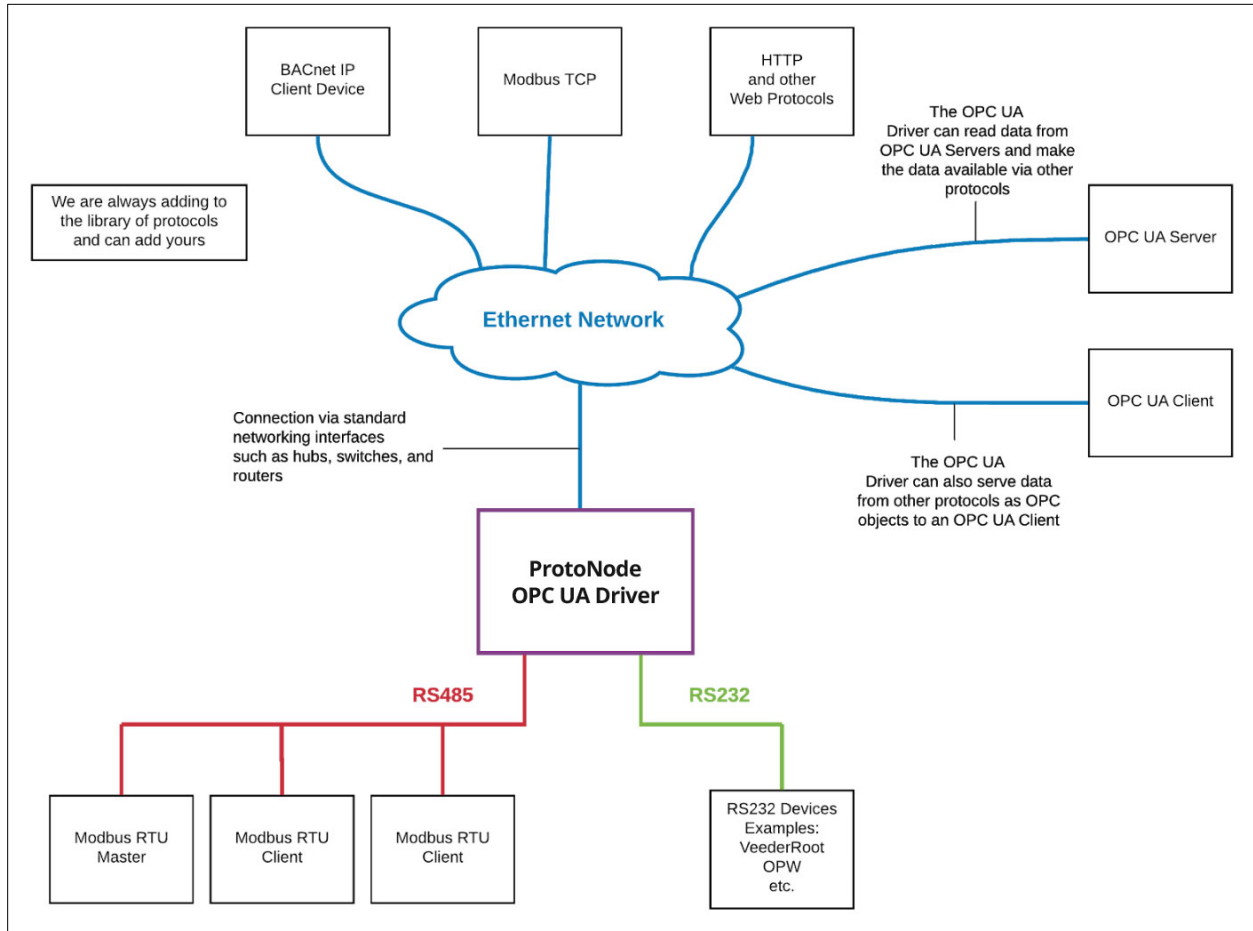 BACnet IP
Client Device
Modbus TCP
HTTP
and other
Web Protocols
The OPC UA
Driver can read data from
OPC UA Servers and make
the data available via other
protocols
We are always adding to
the library of protocols
and can add yours
OPC UA Server
Ethernet Network
OPC UA Client
Connection via standard
networking interfaces
such as hubs, switches, and
routers
The OPC UA
Driver can also serve data
from other protocols as OPC
objects to an OPC UA Client
ProtoNode
OPC UA Driver
RS485
RS232
Modbus RTU
Master
Modbus RTU
Client
Modbus RTU
Client
RS232 Devices
Examples:
VeederRoot
OPW
etc.